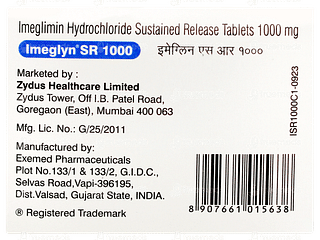 Imeglimin Hydrochloride Sustained Release Tablets 1000 mg
Imeglyn® SR 1000 इमेग्लिन एस आर १०००
Marketed by :
Zydus Healthcare Limited
Zydus Tower, Off I.B. Patel Road,
Goregaon (East), Mumbai 400 063
Mfg. Lic. No.: G/25/2011
Manufactured by:
Exemed Pharmaceuticals
Plot No.133/1 & 133/2, G.I.D.C.,
Selvas Road,Vapi-396195,
Dist.Valsad, Gujarat State, INDIA.
® Registered Trademark
ISR1000C1-0923
8 907661 015638